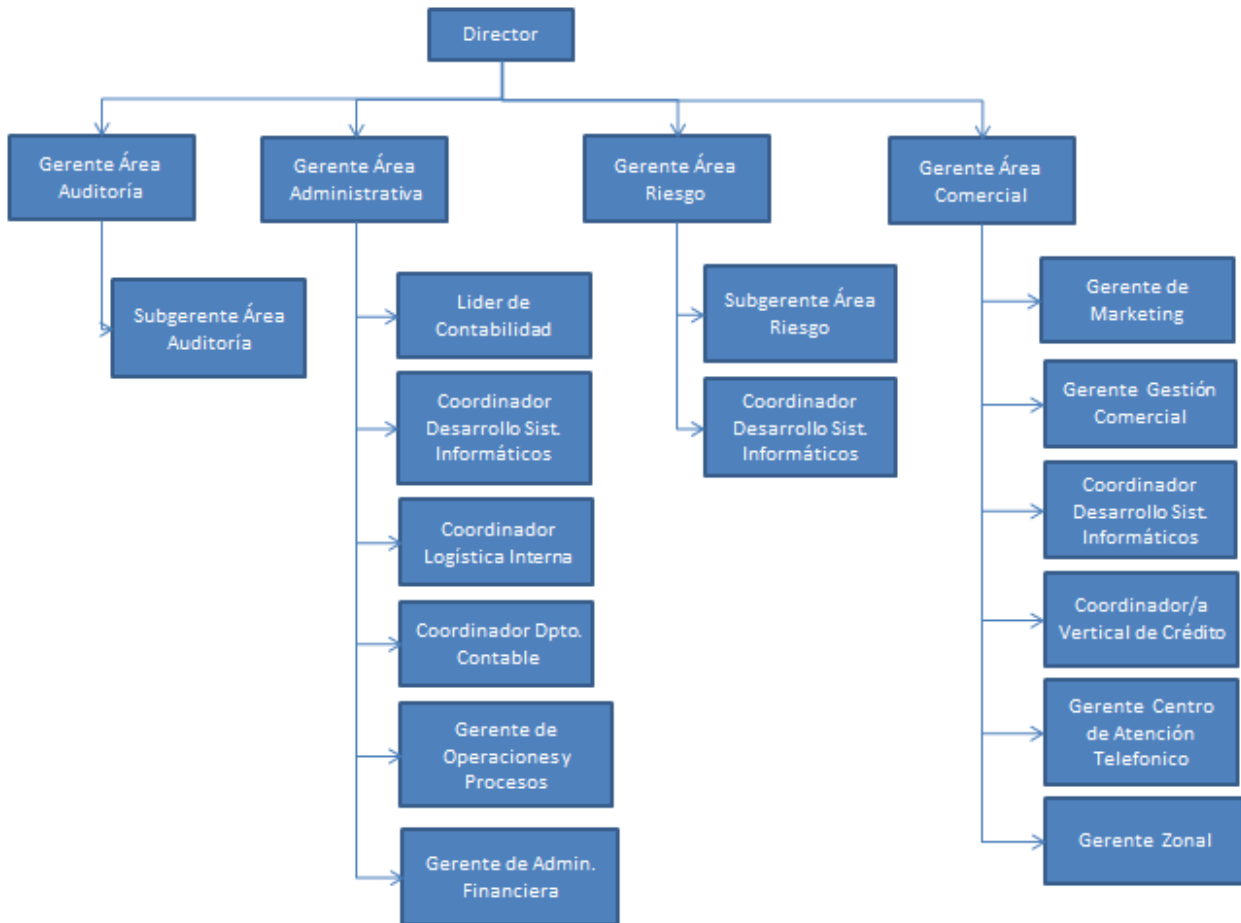 Director
Gerente Área
Auditoría
Gerente Área
Administrativa
Gerente Área
Riesgo
Gerente Área
Comercial
Subgerente Área
Auditoría
Lider de
Contabilidad
Coordinador
Desarrollo Sist.
Informáticos
Coordinador
Logística Interna
Coordinador Dpto.
Contable
Gerente de
Operaciones y
Procesos
Gerente de Admin.
Financiera
Subgerente Área
Riesgo
Coordinador
Desarrollo Sist.
Informáticos
Gerente de
Marketing
Gerente Gestión
Comercial
Coordinador
Desarrollo Sist.
Informáticos
Coordinador/a
Vertical de Crédito
Gerente Centro
de Atención
Telefonico
Gerente Zonal